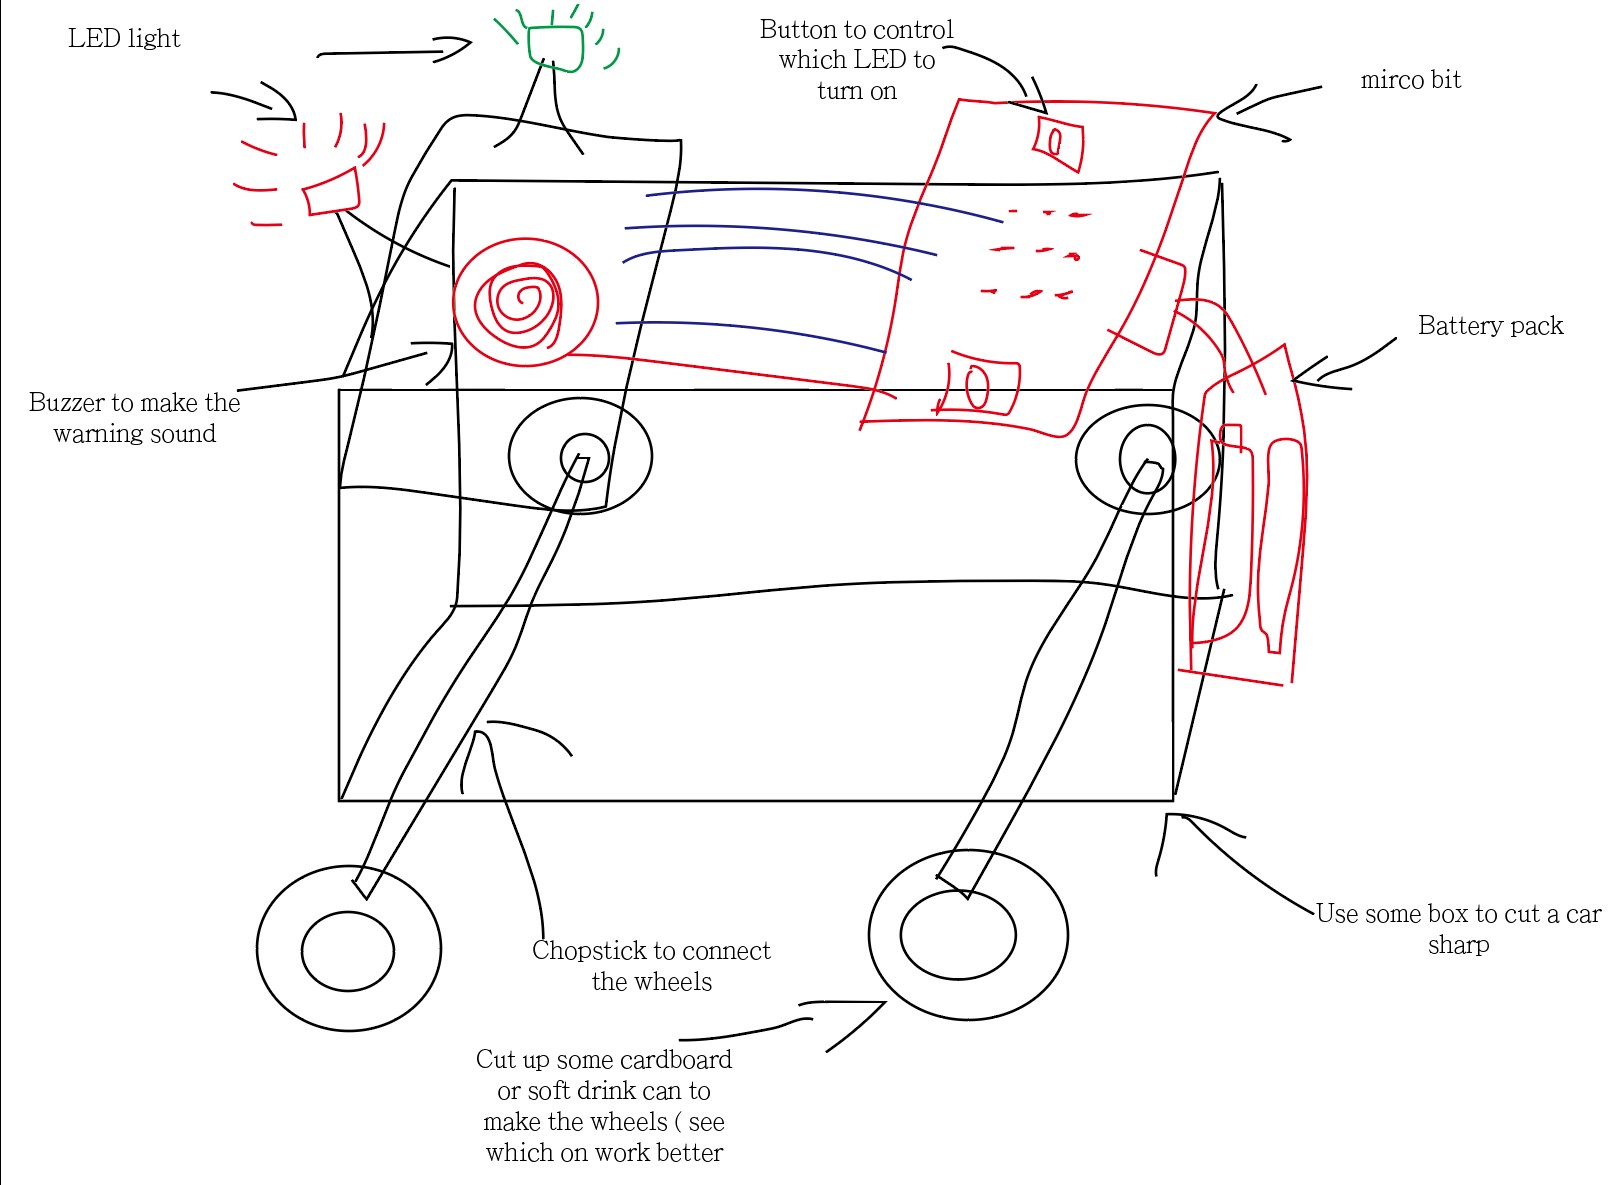 LED light
Button to control
which LED to
turn on
mirco bit
Battery pack
Buzzer to make the
warning sound
Use some box to cut a car
sharp
Chopstick to connect
the wheels
Cut up some cardboard
or soft drink can to
make the wheels ( see
which on work better